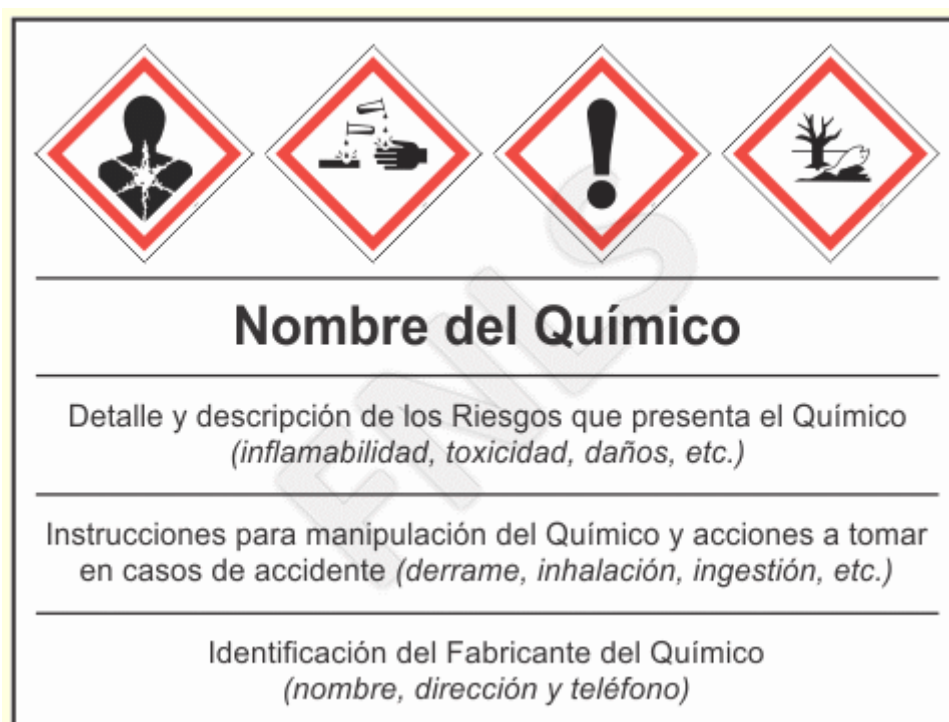 Nombre del Químico
Detalle y descripción de los Riesgos que presenta el Químico
(inflamabilidad, toxicidad, daños, etc.)
Instrucciones para manipulación del Químico y acciones a tomar
en casos de accidente (derrame, inhalación, ingestión, etc.)
Identificación del Fabricante del Químico
(nombre, dirección y teléfono)
FNLS